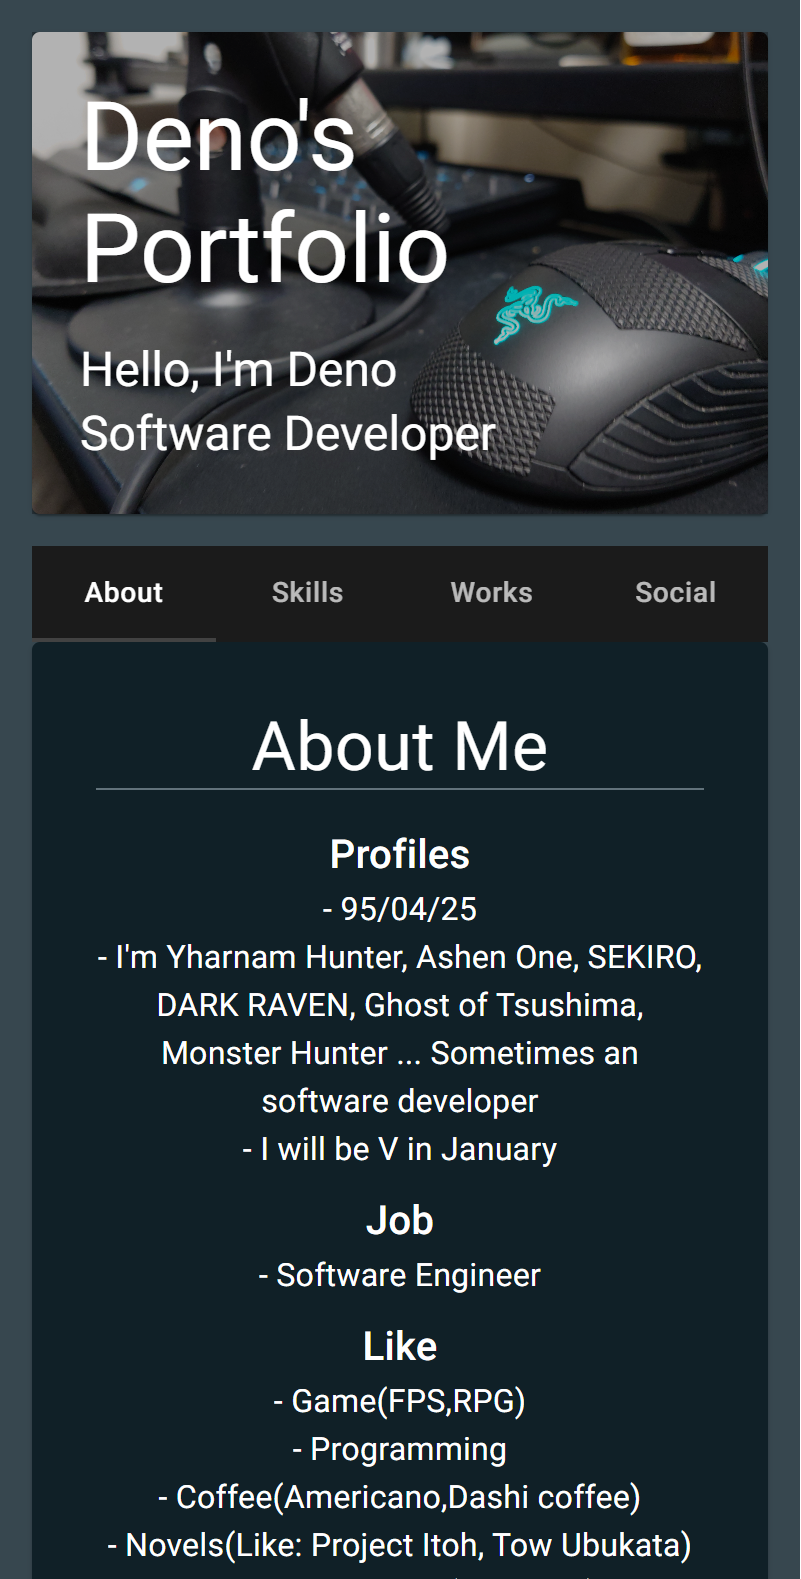 Deno's
Portfolio
Hello, I'm Deno
Software Developer
About Skills Works Social
About Me
Profiles
- 95/04/25
- I'm Yharnam Hunter, Ashen One, SEKIRO,
DARK RAVEN, Ghost of Tsushima,
Monster Hunter ... Sometimes an
software developer
- I will be V in January
Job
- Software Engineer
Like
- Game(FPS,RPG)
- Programming
- Coffee(Americano,Dashi coffee)
- Novels(Like: Project Itoh, Tow Ubukata)